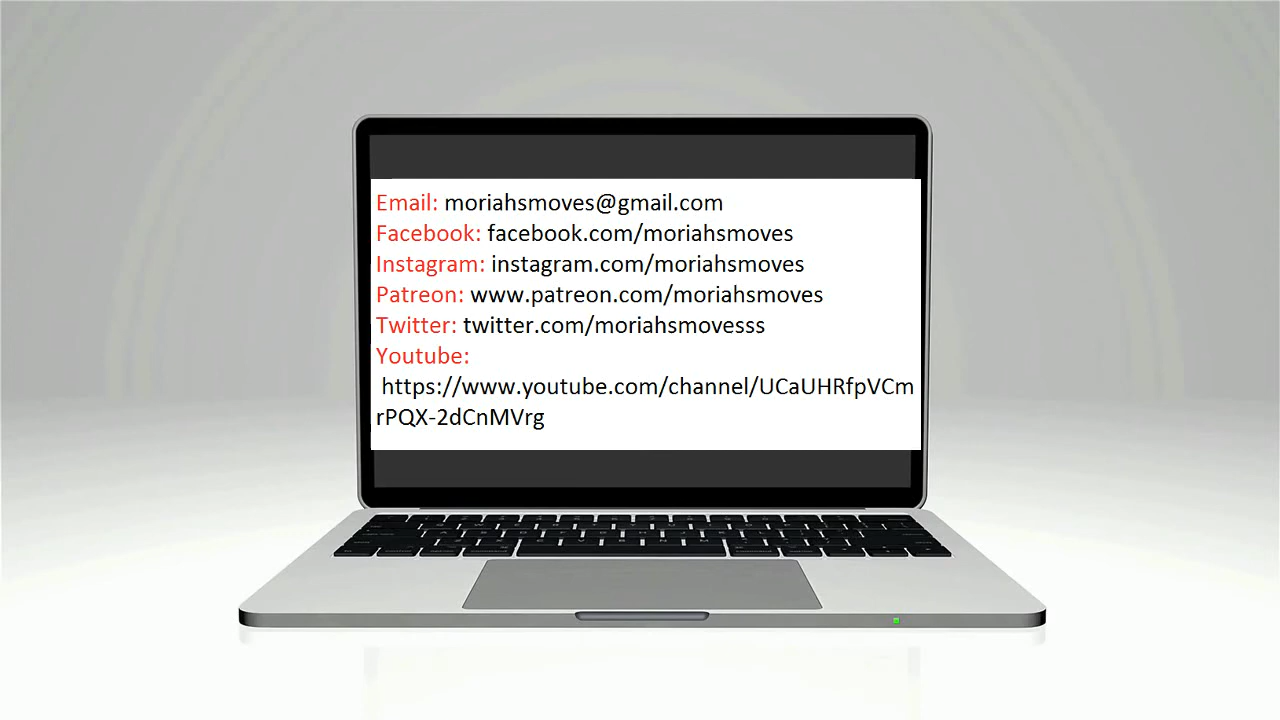 Email: moriahsmoves@gmail.com
Facebook: facebook.com/moriahsmoves
Instagram: instagram.com/moriahsmoves
Patreon: www.patreon.com/moriahsmoves
Twitter: twitter.com/moriahsmovesss
Youtube:
https://www.youtube.com/channel/UCaUHRfpVCm
rPQX-2dCnMVrg